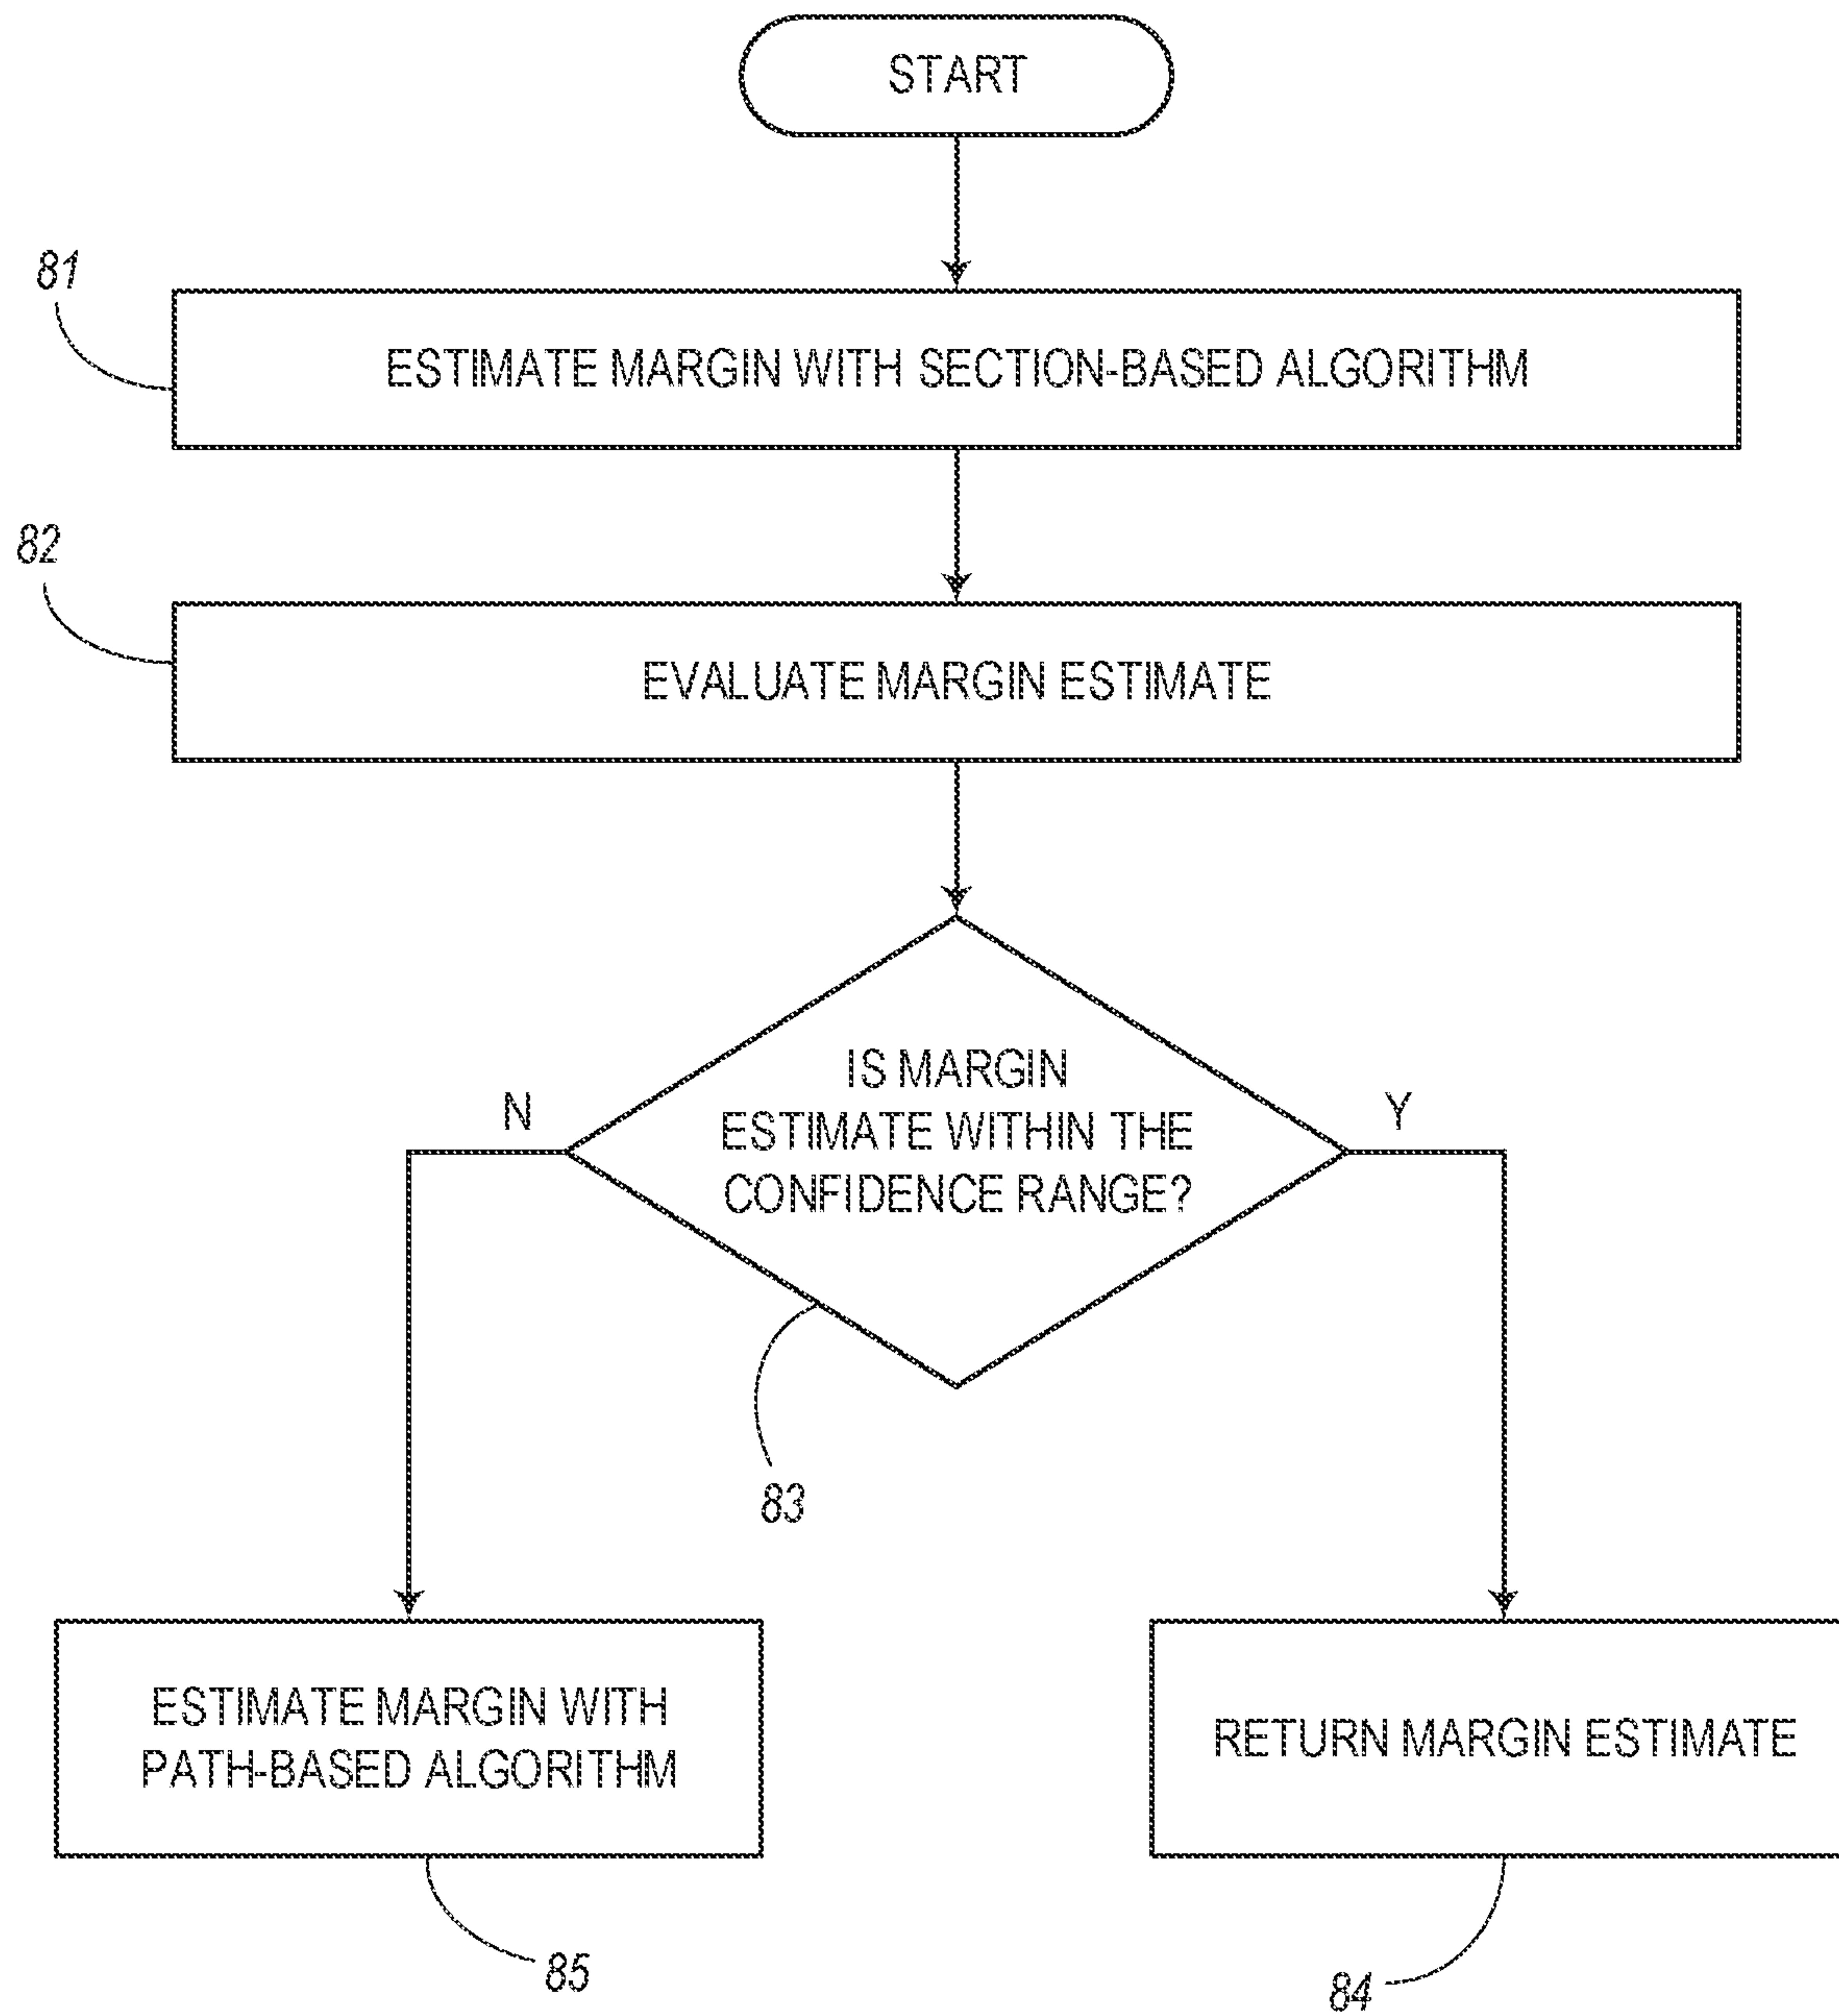 START
81
ESTIMATE MARGIN WITH SECTION-BASED ALGORITHM
82
EVALUATE MARGIN ESTIMATE
IS MARGIN
ESTIMATE WITHIN THE
CONFIDENCE RANGE?
N
Y
83
ESTIMATE MARGIN WITH
PATH-BASED ALGORITHM
RETURN MARGIN ESTIMATE
85
84